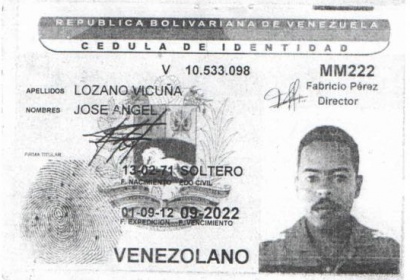 REPUBLICA BOLIVARIANA DE VENEZUELA
CEDULA DE IDENTIDAD
V 10.533.098
MM222
Fabricio Pérez
Director
APELLIDOS LOZANO VICUÑA
NOMBRES JOSE ANGEL
FIRMA TITULAR
13-02-71 SOLTERO
F. NACIMIENTO EDO CIVIL
01-09-12 09-2022
F. EXPEDICION F. VENCIMIENTO
VENEZOLANO